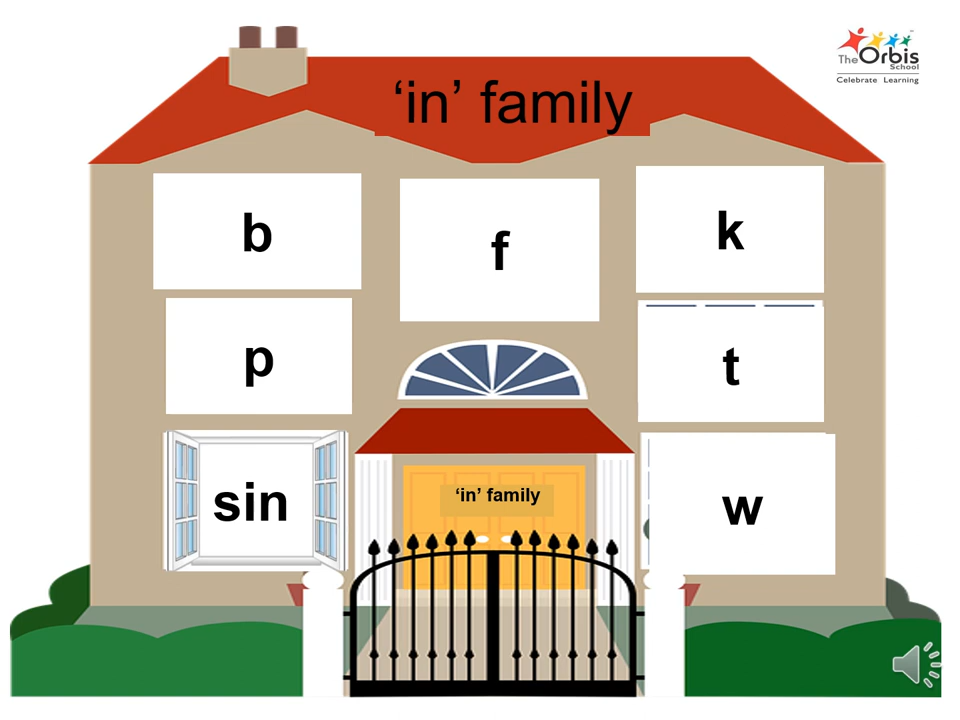 The Orbis
School
Celebrate Learning
‘in’ family
b
f
k
p
t
sin
‘in’ family
w